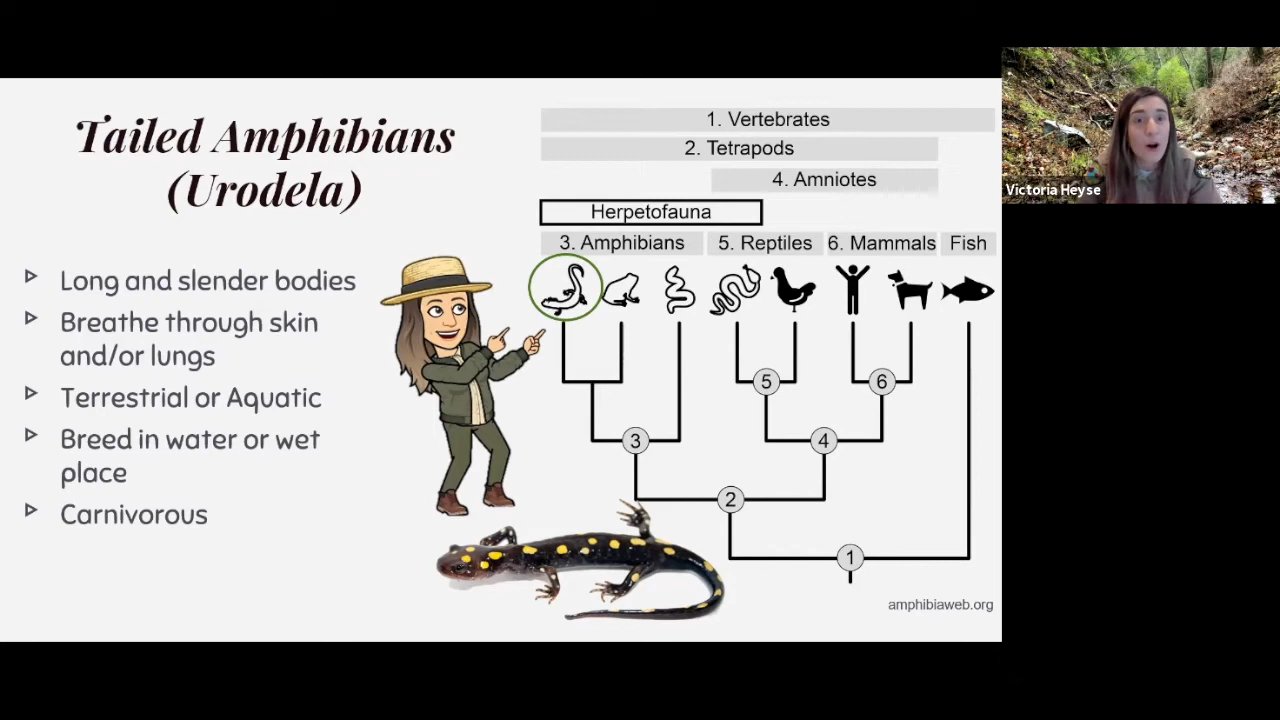 Tailed Amphibians
(Urodela)
Long and slender bodies
Breathe through skin
and/or lungs
Terrestrial or Aquatic
Breed in water or wet
place
Carnivorous
1. Vertebrates
2. Tetrapods
4. Amniotes
Herpetofauna
3. Amphibians
5. Reptiles
6. Mammals
Fish
5
6
3
4
2
1
amphibiaweb.org
Victoria Heyse